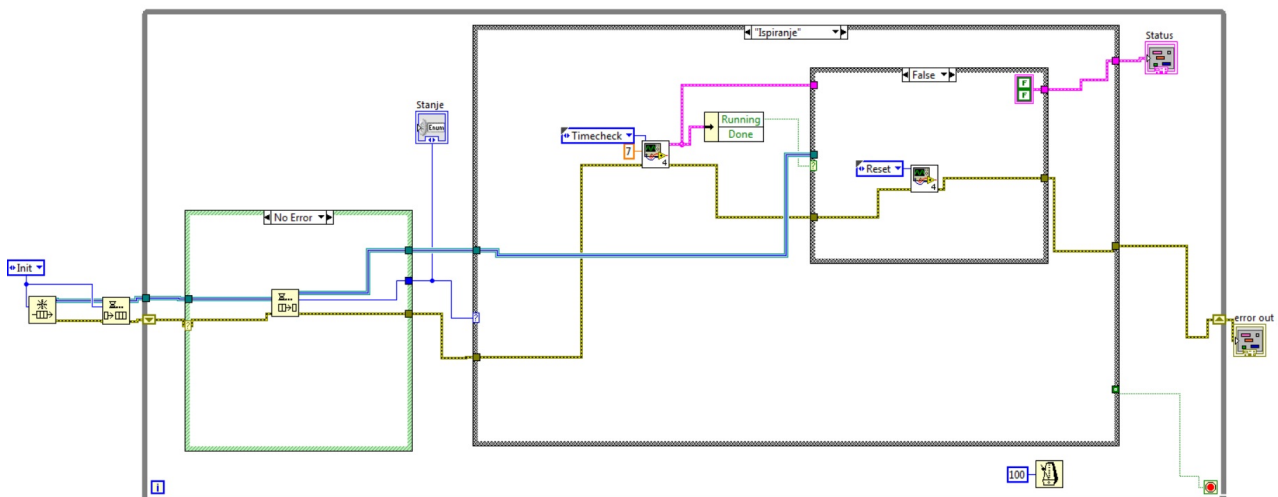 "Ispiranje"
Status
False
F
F
Stanje
Enum
Timecheck
Running
Done
7
4
Reset
4
No Error
Init
?
?
?
error out
100
i